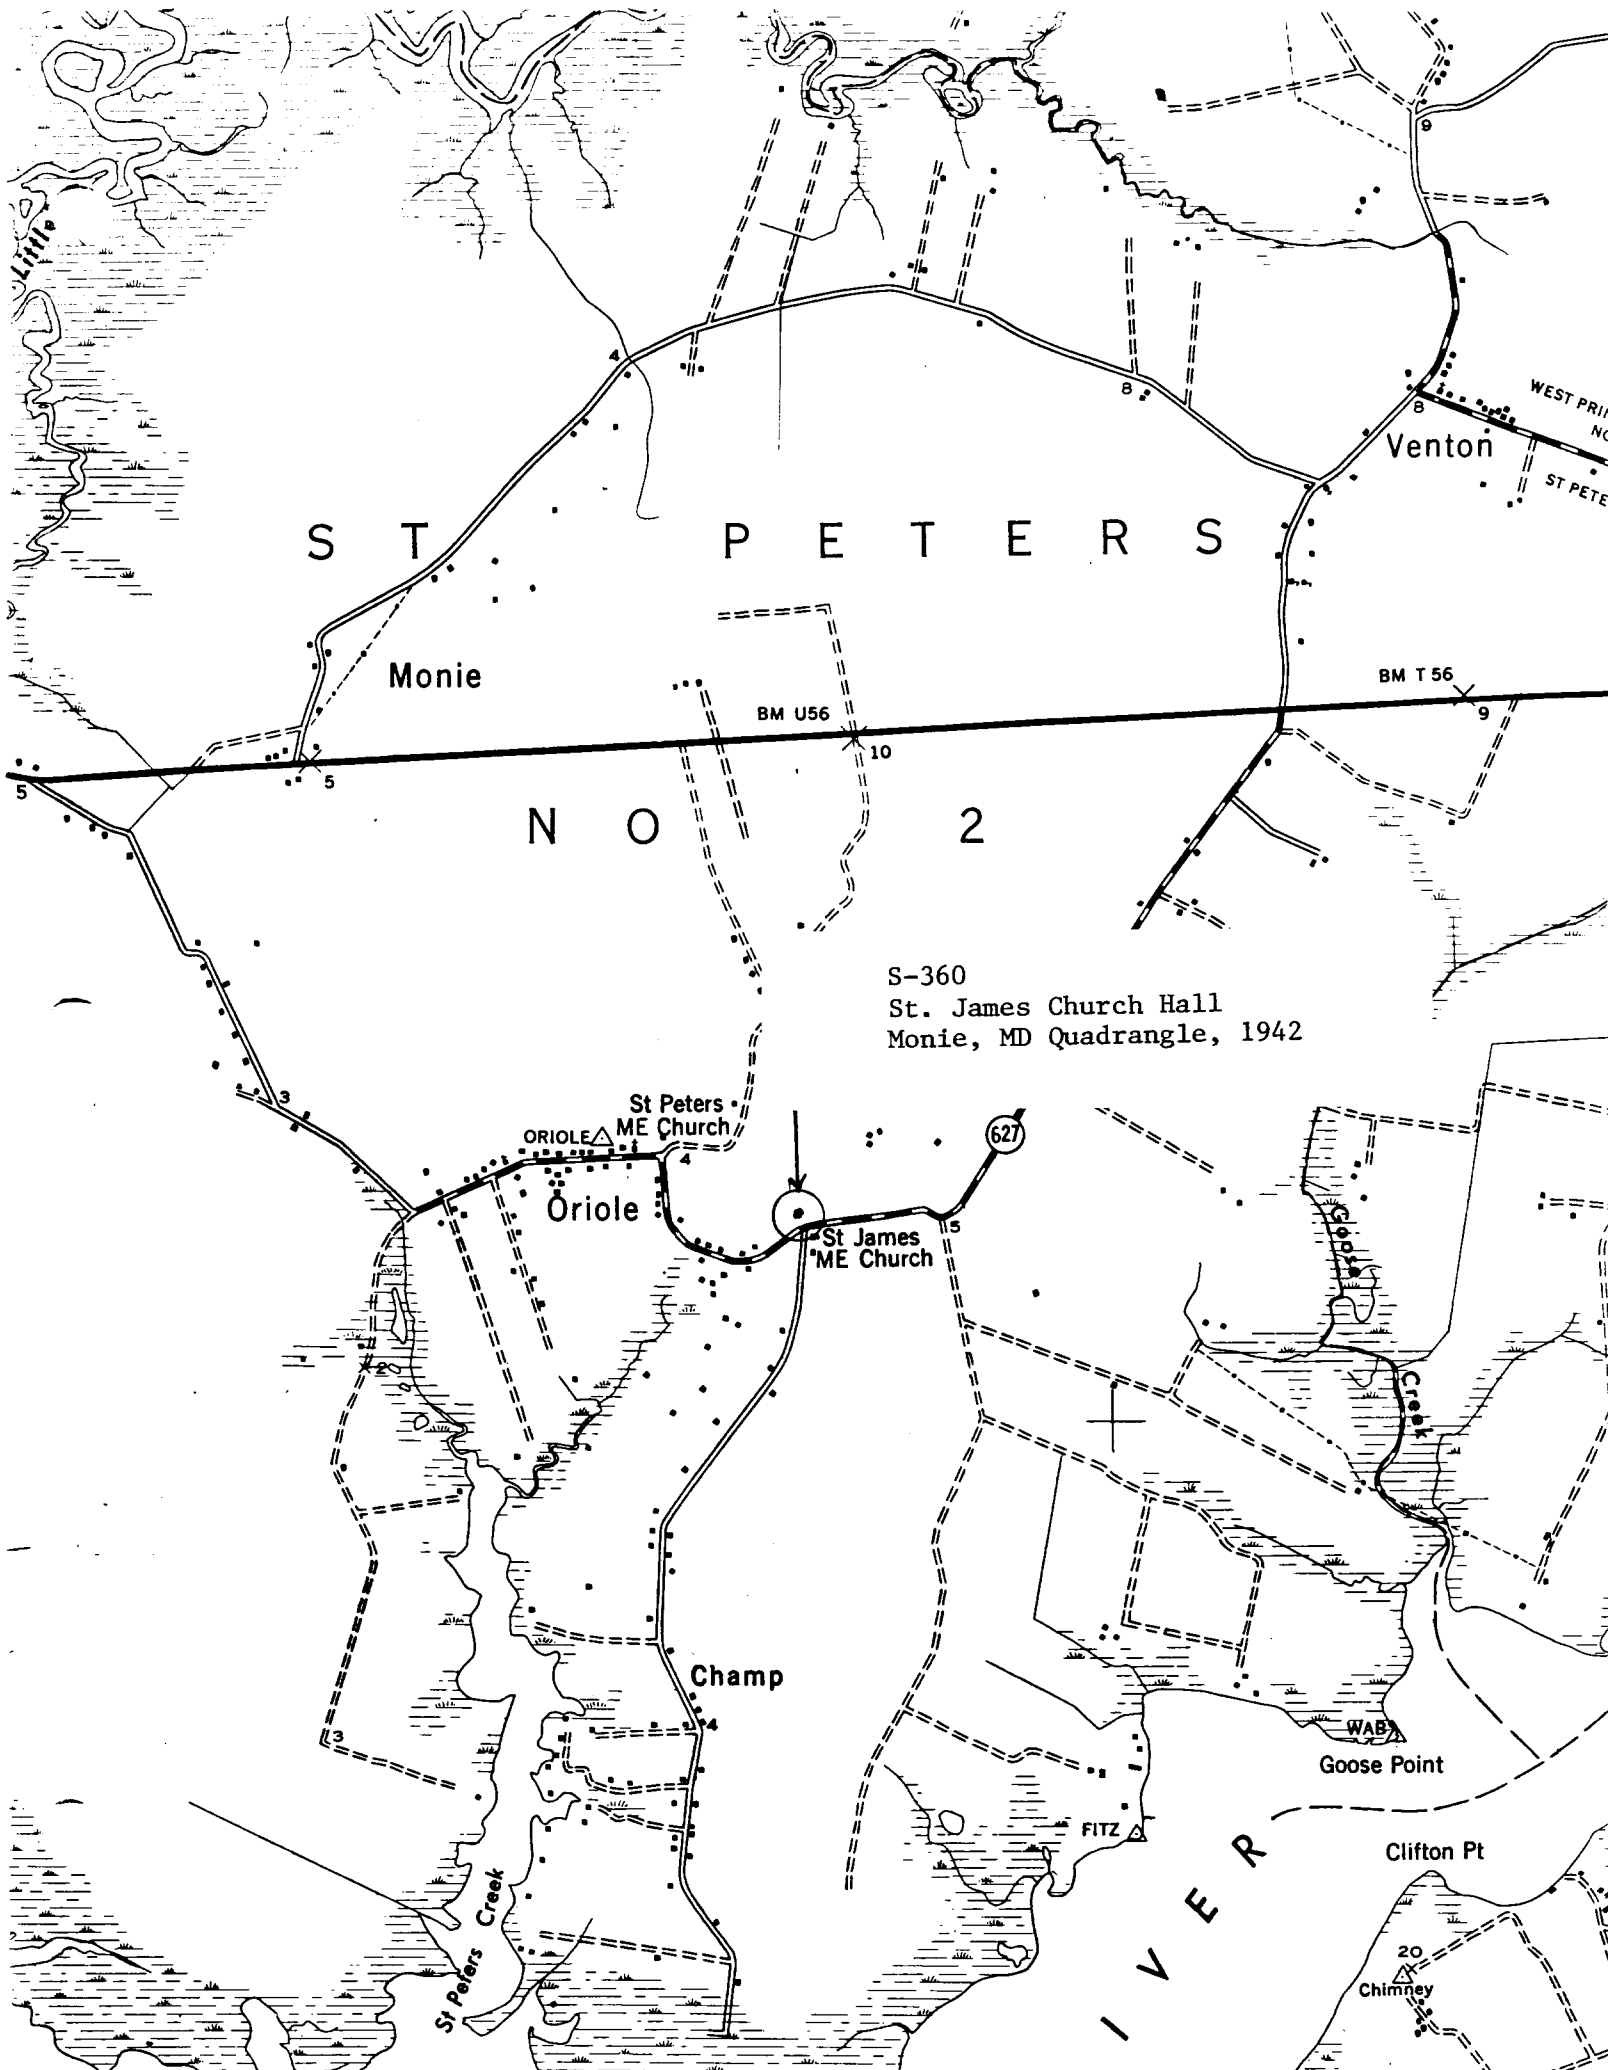 Little
9
4
8
8
WEST
Venton
ST
ST PETERS
Monie
BM T 56
9
BM U56
10
5
5
NO 2
S-360
St. James Church Hall
Monie, MD Quadrangle, 1942
3
St Peters
ME Church
ORIOLE
4
627
Oriole
St James
ME Church
5
Goose
Creek
2
Champ
4
3
WAB
Goose Point
FITZ
Clifton Pt
St Peters Creek
20
Chimney
I V E R